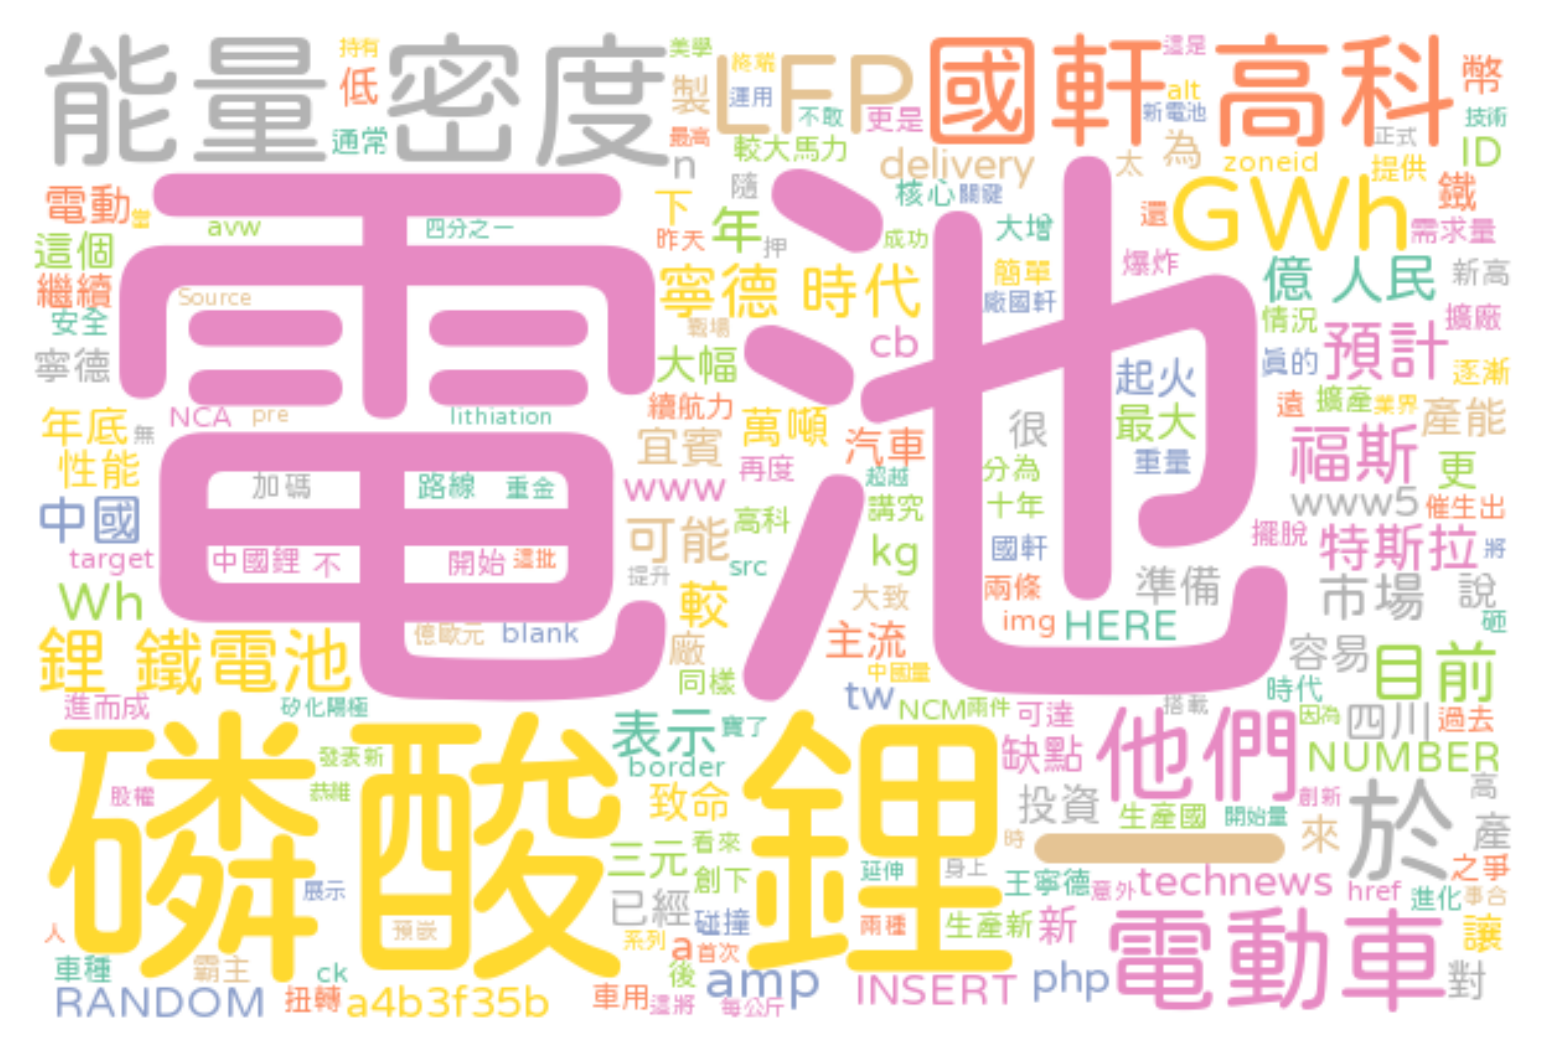 能量密度 持有 美學 低 通常 製 最高 n
LFP 終端 運用 不敢 更是 較大馬力
國軒高科 這是 alt 新電池 正式 幣 技術 ID
delivery 太 為 zoneid 提供 鐵
電動 這個 繼續 安全 寧德
電池
avw 四分之一 Source
下 隨 年 押 昨天 成功 核心 關鍵 大增 還 GWh 需求量
寧德 時代 簡單 爆炸 億 人民 新高
廠國軒 情況 擴廠 戰場 cb 預計
大幅 真的 逐漸 起火
NCA pre lithiation 續航力 最大 遠 擴產 業界 產能
年底 無 宜賓 萬噸 汽車 很 福斯
性能 加碼 路線 重金 再度 超越 分為 重量 更
www 講究 十年 www5 催生出
中國 可能 高科 國軒 擺脫 特斯拉 將
target 中國鋰 不 開始 這批 提升 src kg
Wh 較 大致 兩條 準備 市場 說
億歐元 blank 廠 主流 img HERE 砸
鋰 鐵電池 同樣 中國量 容易 目前
進而成 矽化陽極 tw NCM 兩件 可達 搭載 時代 因為 四川 過去
磷酸鋰 發表新 表示 寶了 缺點 他們 NUMBER
border
股權 恭維 致命 投資 生產國 開始量 創新 於 高
三元 看來 一 時 來 產
創下 延伸 身上 王寧德 意外 technews href 之爭 進化 事合
展示 已經 碰撞 兩種 生產新 新 電動車
人 預嵌 系列 a 首次 讓
車種 霸主 ck 後 amp INSERT php 對
RANDOM 扭轉 a4b3f35b 車用 這將 每公斤